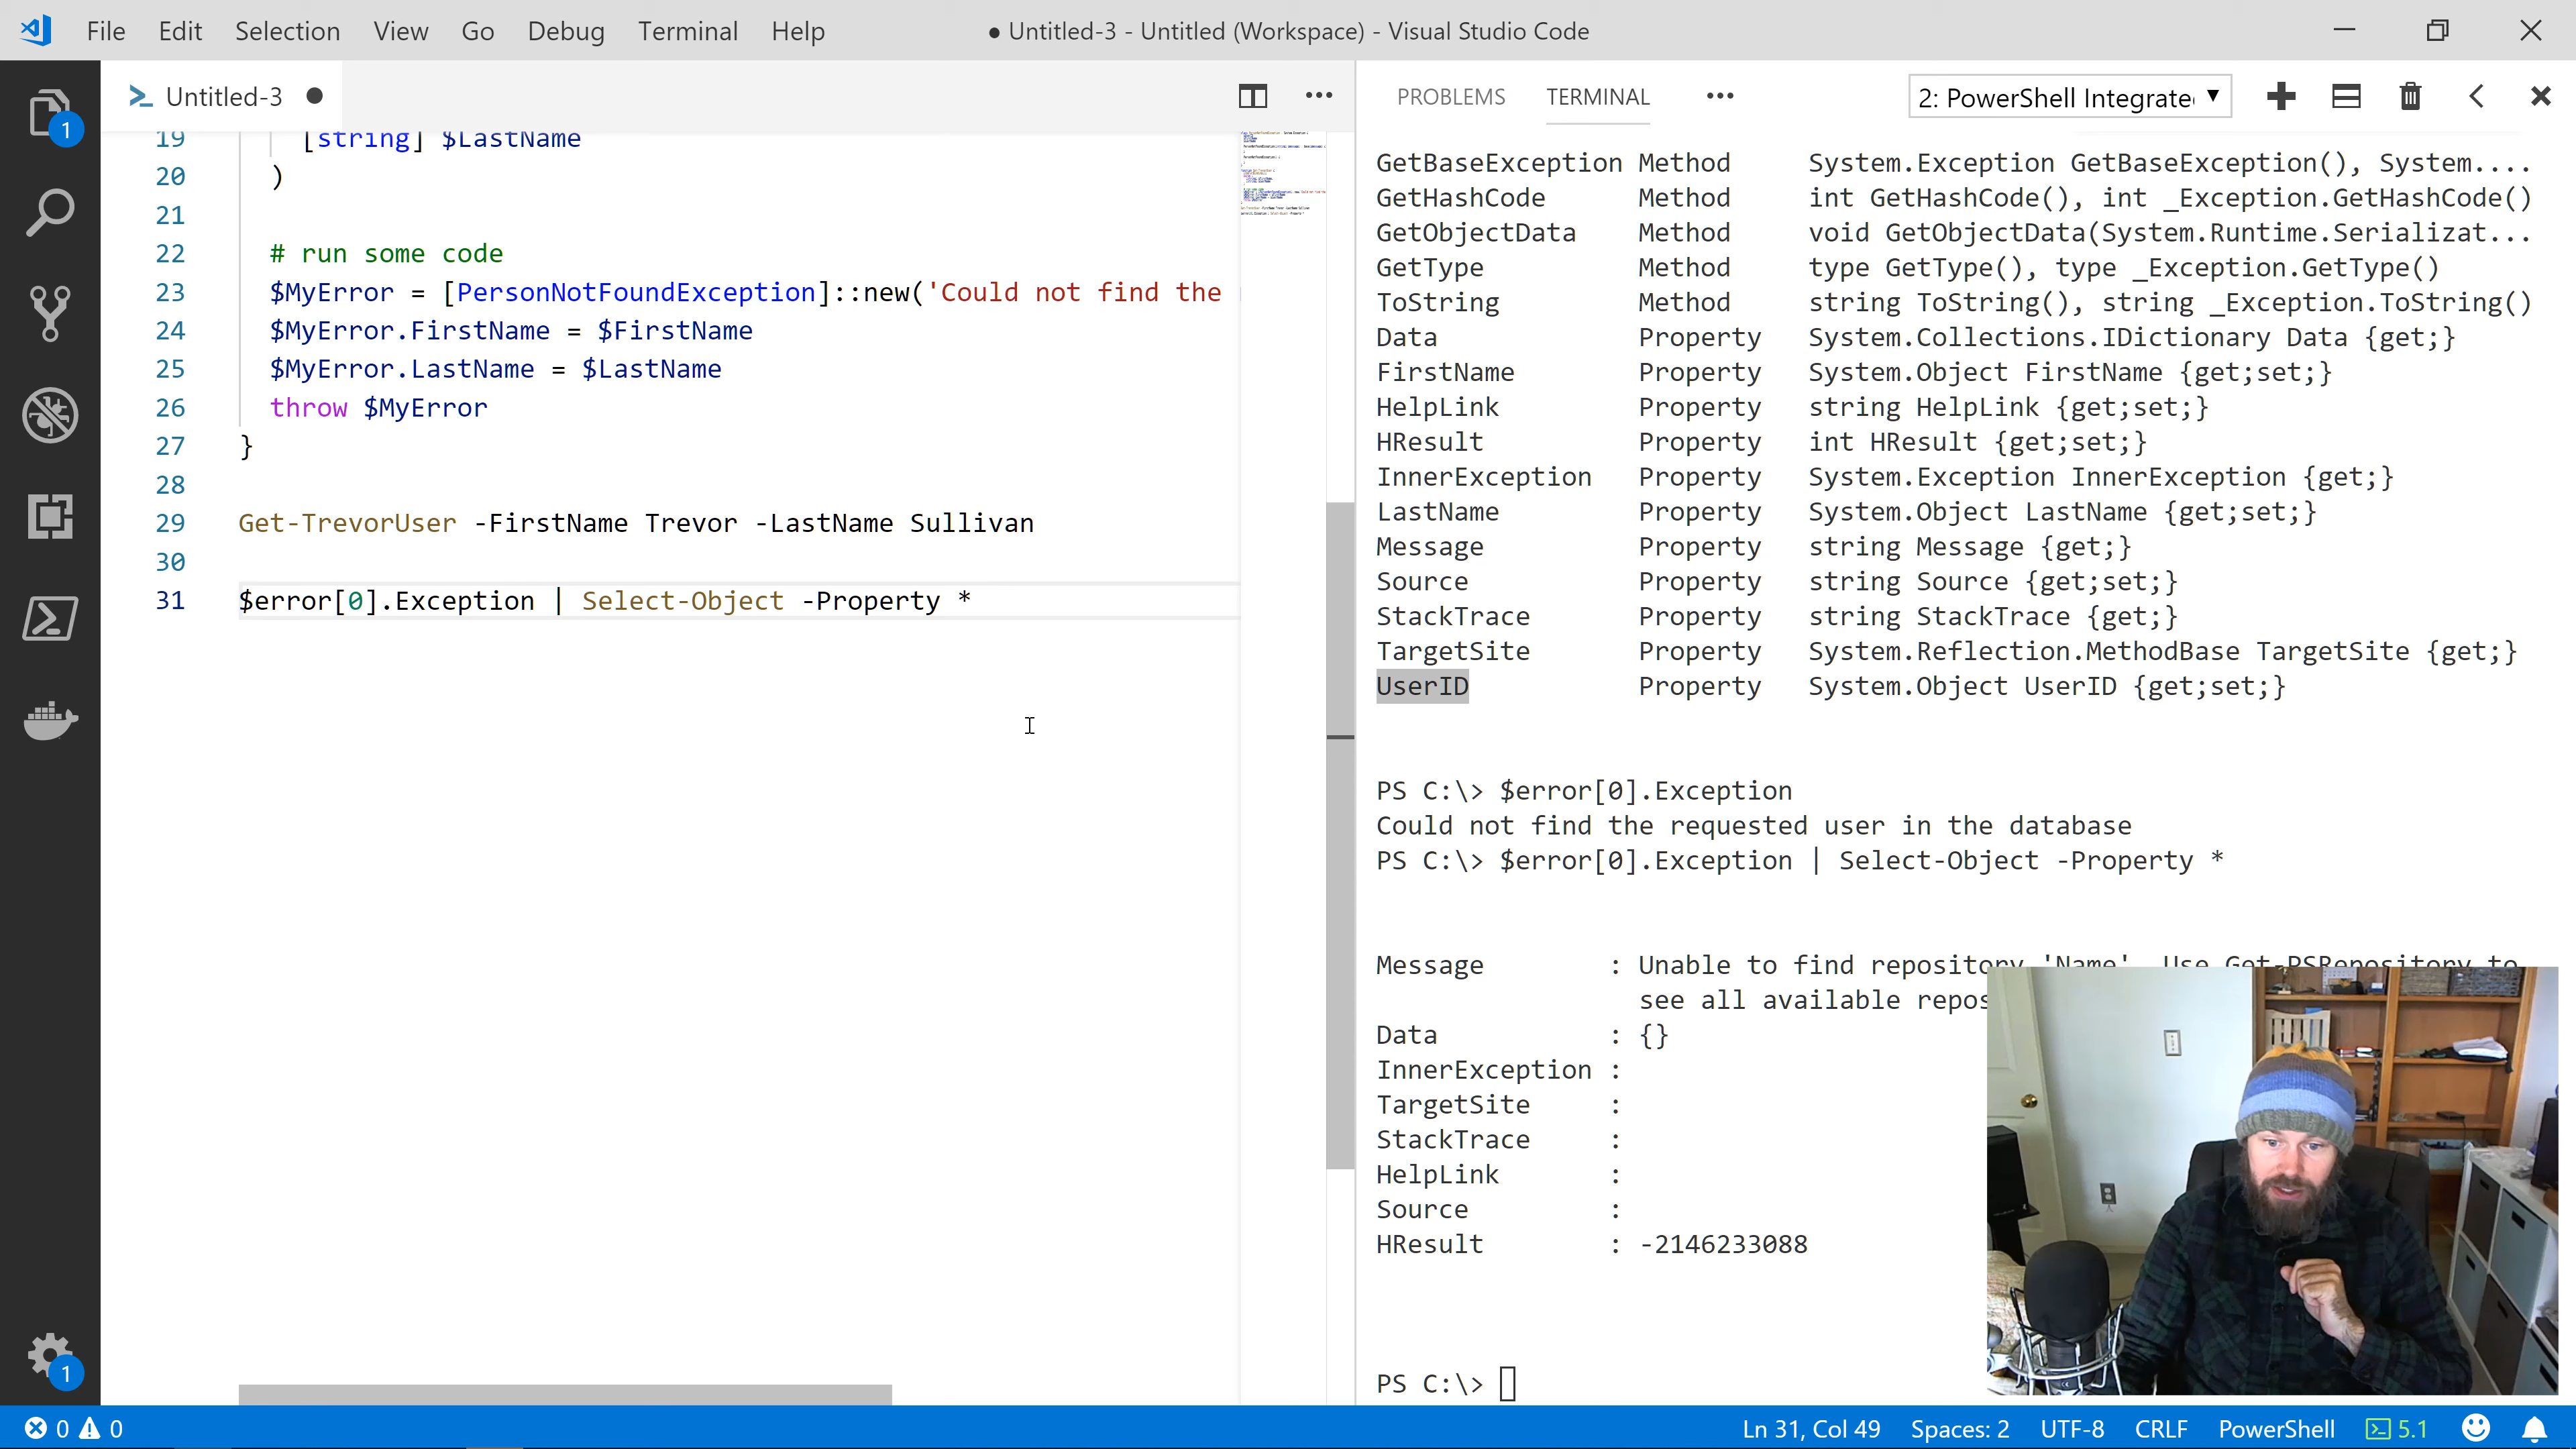 File Edit Selection View Go Debug Terminal Help ● Untitled-3 - Untitled (Workspace) - Visual Studio Code
Untitled-3 ●
19 [string] $LastName
20 )
21
22 # run some code
23 $MyError = [PersonNotFoundException]::new('Could not find the
24 $MyError.FirstName = $FirstName
25 $MyError.LastName = $LastName
26 throw $MyError
27 }
28
29 Get-TrevorUser -FirstName Trevor -LastName Sullivan
30
31 $error[0].Exception | Select-Object -Property *
PROBLEMS TERMINAL ••• 2: PowerShell Integrate
GetBaseException Method System.Exception GetBaseException(), System....
GetHashCode Method int GetHashCode(), int _Exception.GetHashCode()
GetObjectData Method void GetObjectData(System.Runtime.Serializat...
GetType Method type GetType(), type _Exception.GetType()
ToString Method string ToString(), string _Exception.ToString()
Data Property System.Collections.IDictionary Data {get;}
FirstName Property System.Object FirstName {get;set;}
HelpLink Property string HelpLink {get;set;}
HResult Property int HResult {get;set;}
InnerException Property System.Exception InnerException {get;}
LastName Property System.Object LastName {get;set;}
Message Property string Message {get;}
Source Property string Source {get;set;}
StackTrace Property string StackTrace {get;}
TargetSite Property System.Reflection.MethodBase TargetSite {get;}
UserID Property System.Object UserID {get;set;}
PS C:\> $error[0].Exception
Could not find the requested user in the database
PS C:\> $error[0].Exception | Select-Object -Property *
Message : Unable to find repository 'Name'. Use Get-PSRepository to
see all available repos
Data : {}
InnerException :
TargetSite :
StackTrace :
HelpLink :
Source :
HResult : -2146233088
PS C:\>
1
1
0 0 Ln 31, Col 49 Spaces: 2 UTF-8 CRLF PowerShell 5.1